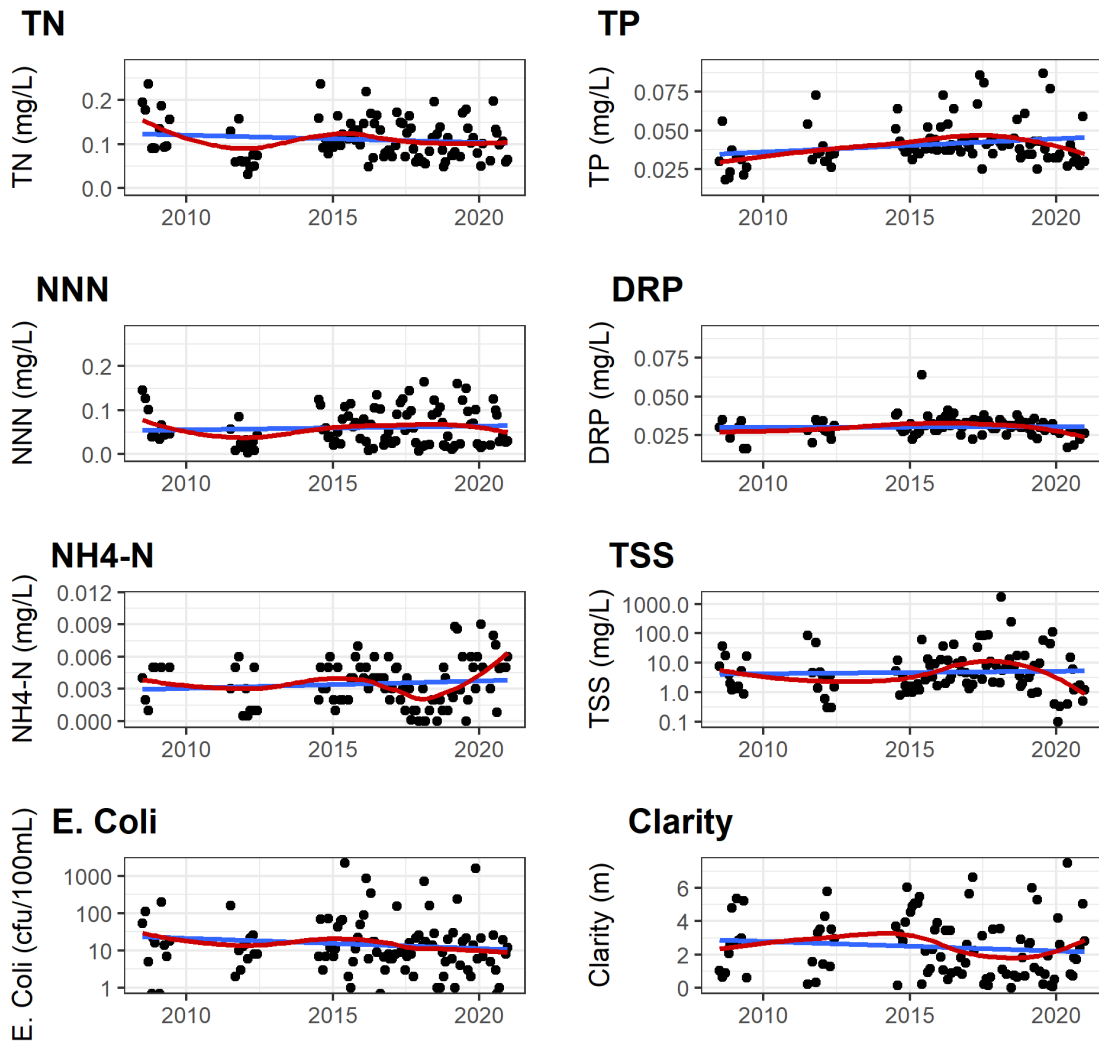 TN
TN (mg/L)
0.2
0.1
0.0
2010 2015 2020
TP
TP (mg/L)
0.075
0.050
0.025
2010 2015 2020
NNN
NNN (mg/L)
0.2
0.1
0.0
2010 2015 2020
DRP
DRP (mg/L)
0.075
0.050
0.025
2010 2015 2020
NH4-N
NH4-N (mg/L)
0.012
0.009
0.006
0.003
0.000
2010 2015 2020
TSS
TSS (mg/L)
1000.0
100.0
10.0
1.0
0.1
2010 2015 2020
E. Coli
E. Coli (cfu/100mL)
1000
100
10
1
2010 2015 2020
Clarity
Clarity (m)
6
4
2
0
2010 2015 2020